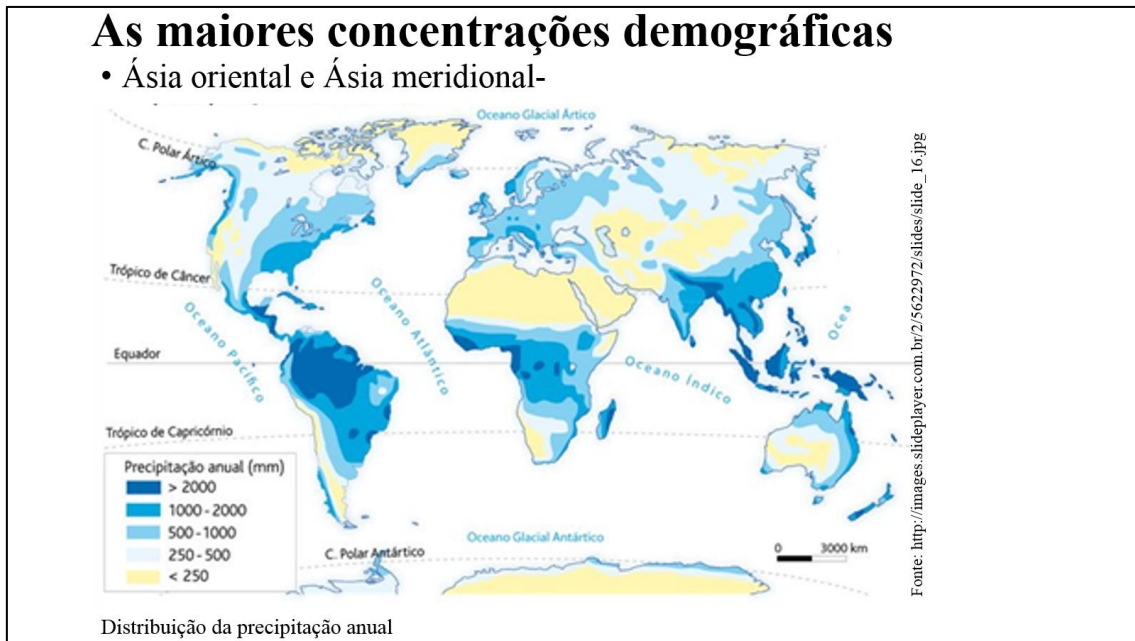 As maiores concentrações demográficas
• Ásia oriental e Ásia meridional-
Oceano Glacial Ártico
C. Polar Ártico
Trópico de Câncer
Oceano Pacífico
Oceano Atlântico
Ocea
Equador
Oceano Índico
Trópico de Capricórnio
Precipitação anual (mm)
> 2000
1000 - 2000
500 - 1000
250 - 500
< 250
Oceano Glacial Antártico
C. Polar Antártico
0 3000 km
Fonte: http://images.slideplayer.com.br/2/5622972/slides/slide_16.jpg
Distribuição da precipitação anual